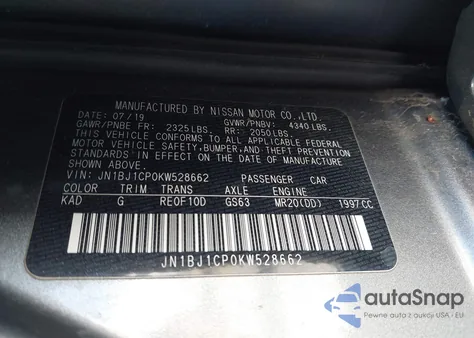 MANUFACTURED BY NISSAN MOTOR CO.,LTD.
DATE: 07/19 GVWR/PNBV: 4340 LBS.
GAWR/PNBE FR: 2325 LBS. RR: 2050 LBS.
THIS VEHICLE CONFORMS TO ALL APPLICABLE FEDERAL
MOTOR VEHICLE SAFETY,BUMPER,AND THEFT PREVENTION
STANDARDS IN EFFECT ON THE DATE OF MANUFACTURE
SHOWN ABOVE.
VIN: JN1BJ1CP0KW528662 PASSENGER CAR
COLOR TRIM TRANS AXLE ENGINE
KAD G RE0F10D GS63 MR20(DD) 1997CC
JN1BJ1CP0KW528662
autoSnap
Pewne auto z USA i EU